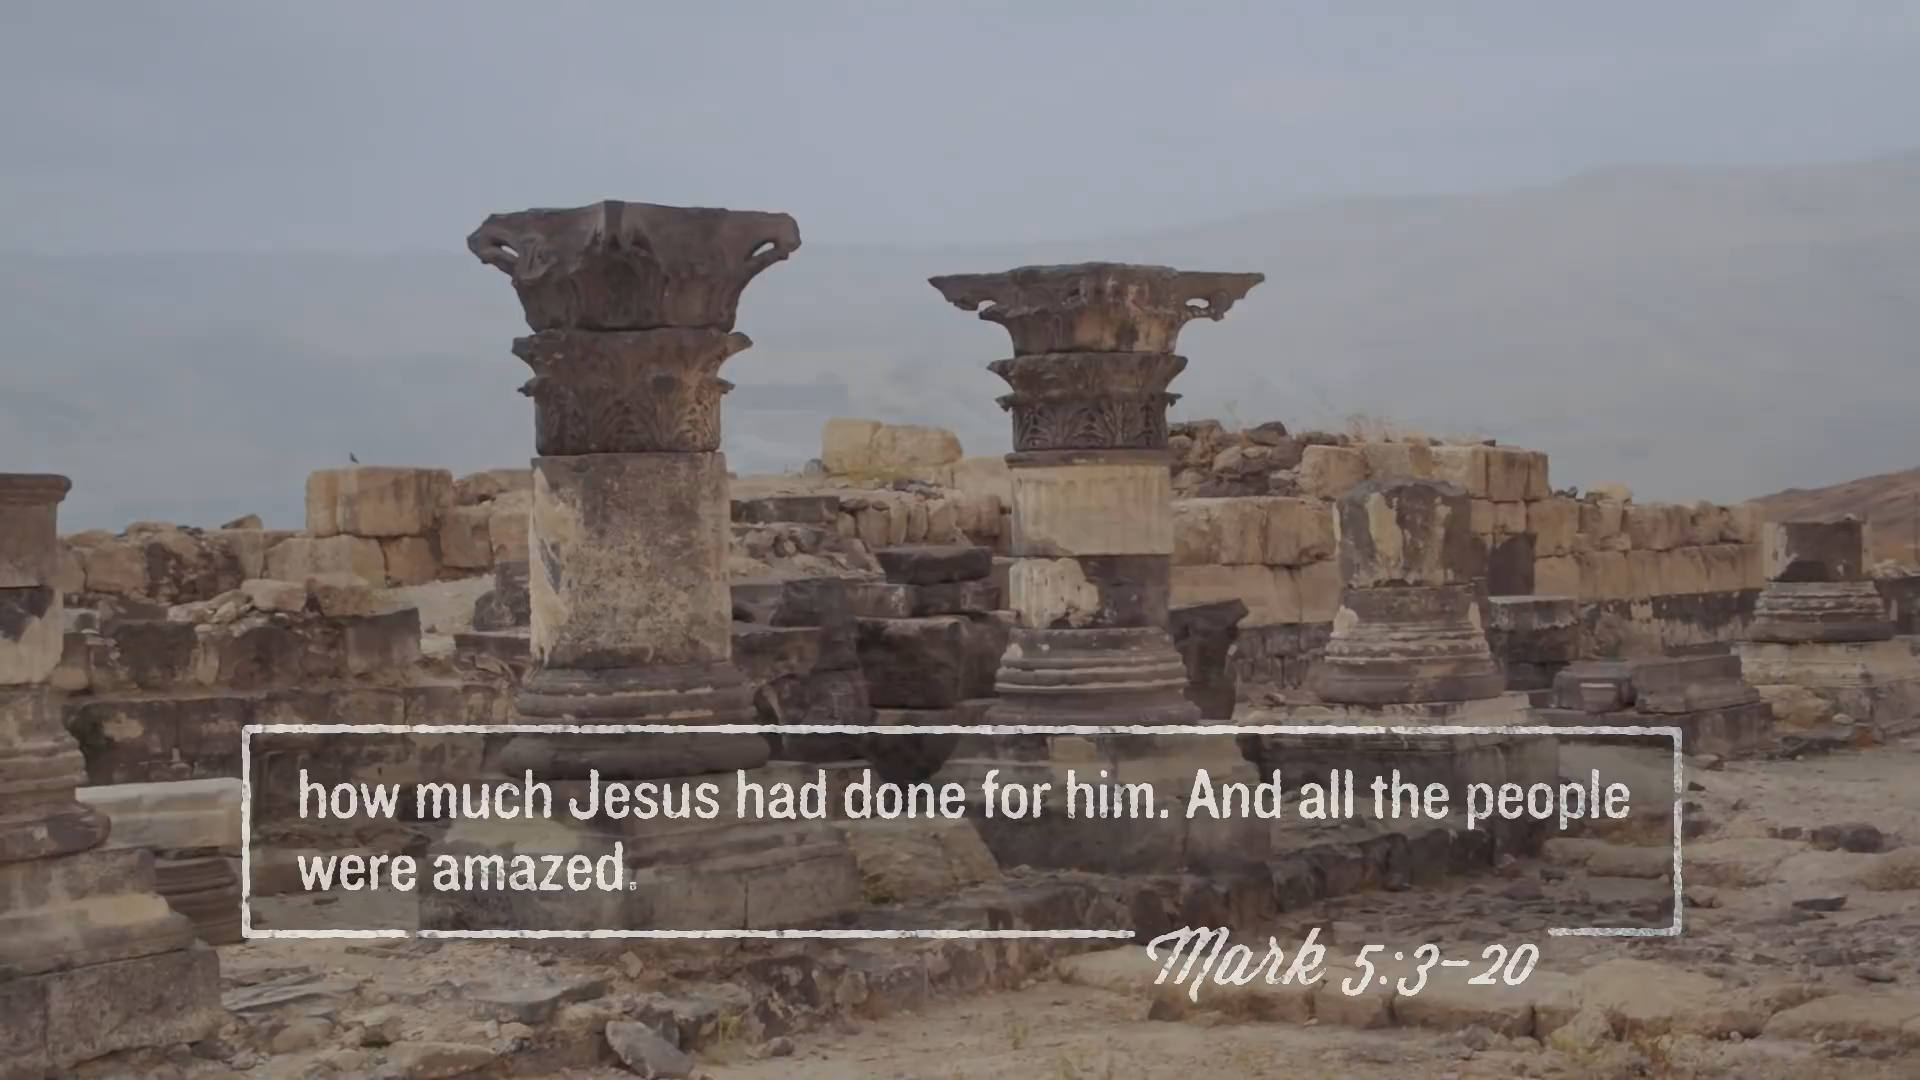 how much Jesus had done for him. And all the people
were amazed.
Mark 5:3-20